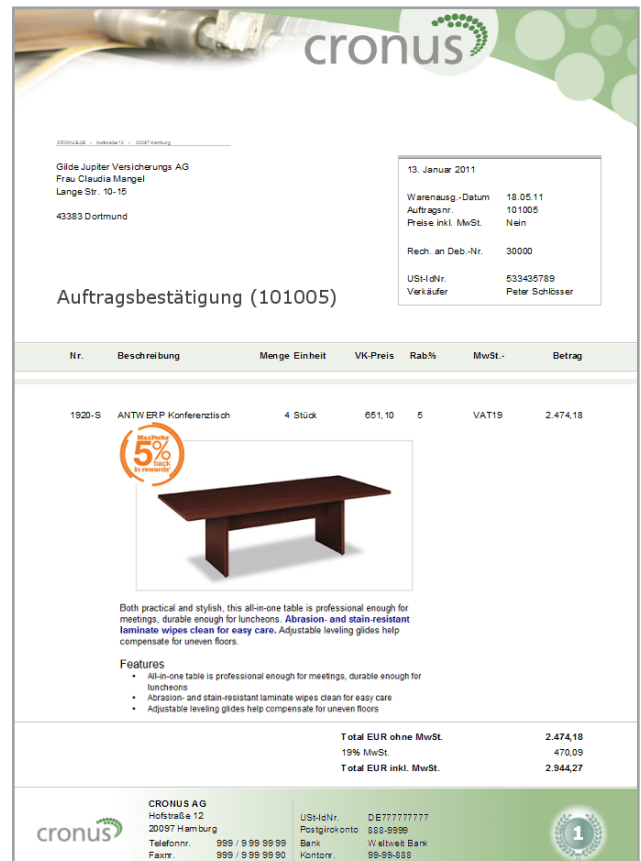 cronus
CRONUS AG - Hofstraße 12 - 20097 Hamburg
Gilde Jupiter Versicherungs AG
Frau Claudia Mangel
Lange Str. 10-15
43383 Dortmund
13. Januar 2011
Warenausg.-Datum 18.05.11
Auftragsnr. 101005
Preise inkl. MwSt. Nein
Rech. an Deb.-Nr. 30000
USt-IdNr. 533435789
Verkäufer Peter Schlösser
Auftragsbestätigung (101005)
Nr. Beschreibung Menge Einheit VK-Preis Rab% MwSt.- Betrag
1920-S ANTWERP Konferenztisch 4 Stück 651,10 5 VAT19 2.474,18
MaxPerks
5%
back
in rewards
Both practical and stylish, this all-in-one table is professional enough for
meetings, durable enough for luncheons. Abrasion- and stain-resistant
laminate wipes clean for easy care. Adjustable leveling glides help
compensate for uneven floors.
Features
• All-in-one table is professional enough for meetings, durable enough for
luncheons
• Abrasion- and stain-resistant laminate wipes clean for easy care
• Adjustable leveling glides help compensate for uneven floors
Total EUR ohne MwSt. 2.474,18
19% MwSt. 470,09
Total EUR inkl. MwSt. 2.944,27
cronus
CRONUS AG
Hofstraße 12
20097 Hamburg
Telefonnr. 999 / 9 999 99 99
Faxnr. 999 / 9 999 99 90
USt-IdNr. DE777777777
Postgirokonto 888-9999
Bank Weltweit Bank
Kontonr. 99-99-888
1